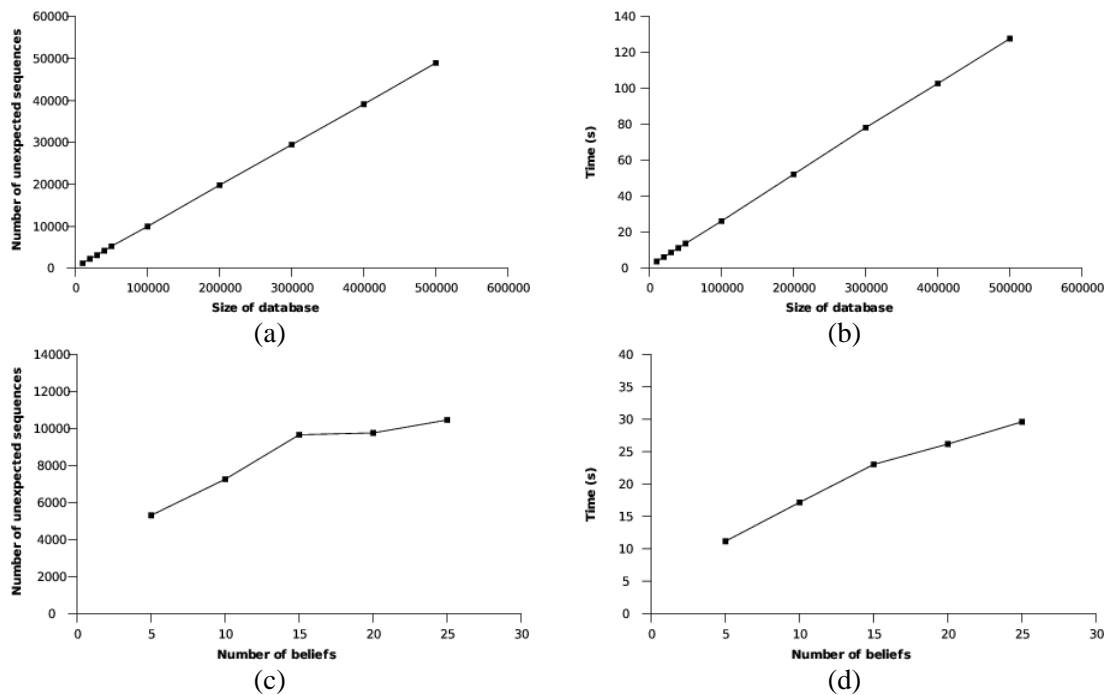 Number of unexpected sequences
60000
50000
40000
30000
20000
10000
0
0 100000 200000 300000 400000 500000 600000
Size of database
(a)
Time (s)
140
120
100
80
60
40
20
0
0 100000 200000 300000 400000 500000 600000
Size of database
(b)
Number of unexpected sequences
14000
12000
10000
8000
6000
4000
2000
0
0 5 10 15 20 25 30
Number of beliefs
(c)
Time (s)
40
35
30
25
20
15
10
5
0
0 5 10 15 20 25 30
Number of beliefs
(d)